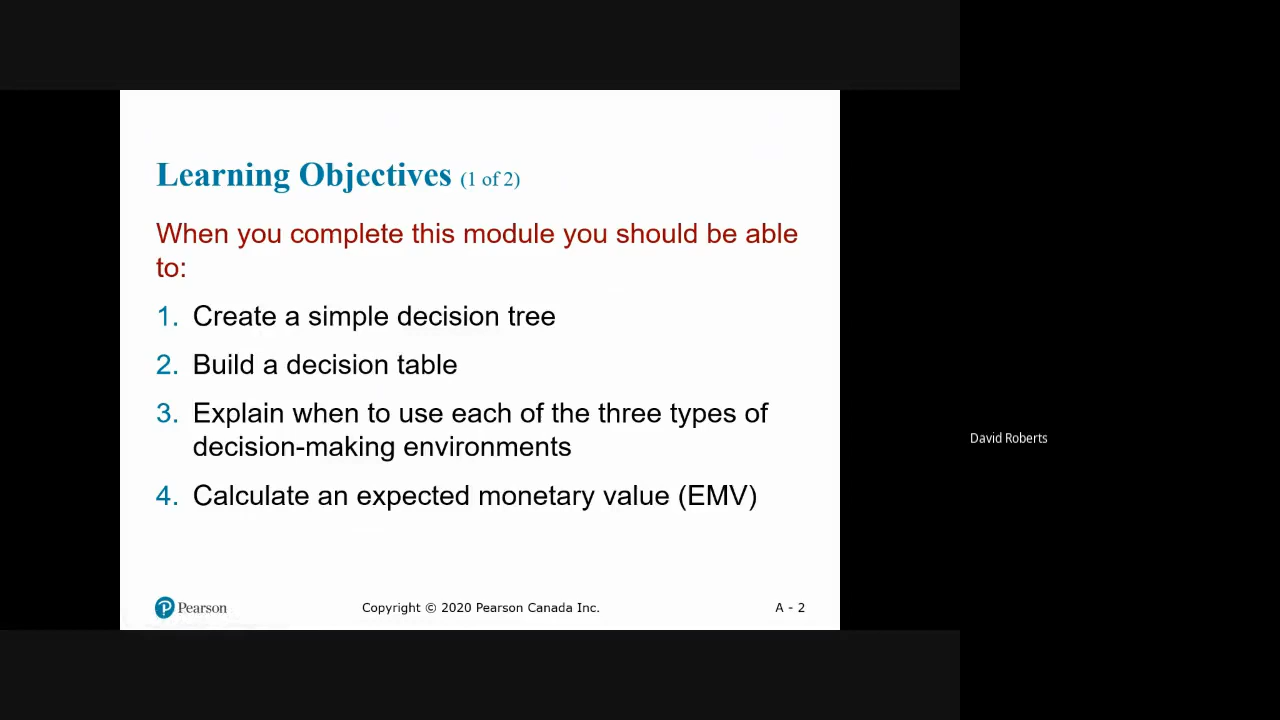 Learning Objectives (1 of 2)
When you complete this module you should be able
to:
1. Create a simple decision tree
2. Build a decision table
3. Explain when to use each of the three types of
decision-making environments
4. Calculate an expected monetary value (EMV)
Pearson
Copyright © 2020 Pearson Canada Inc.
A - 2
David Roberts